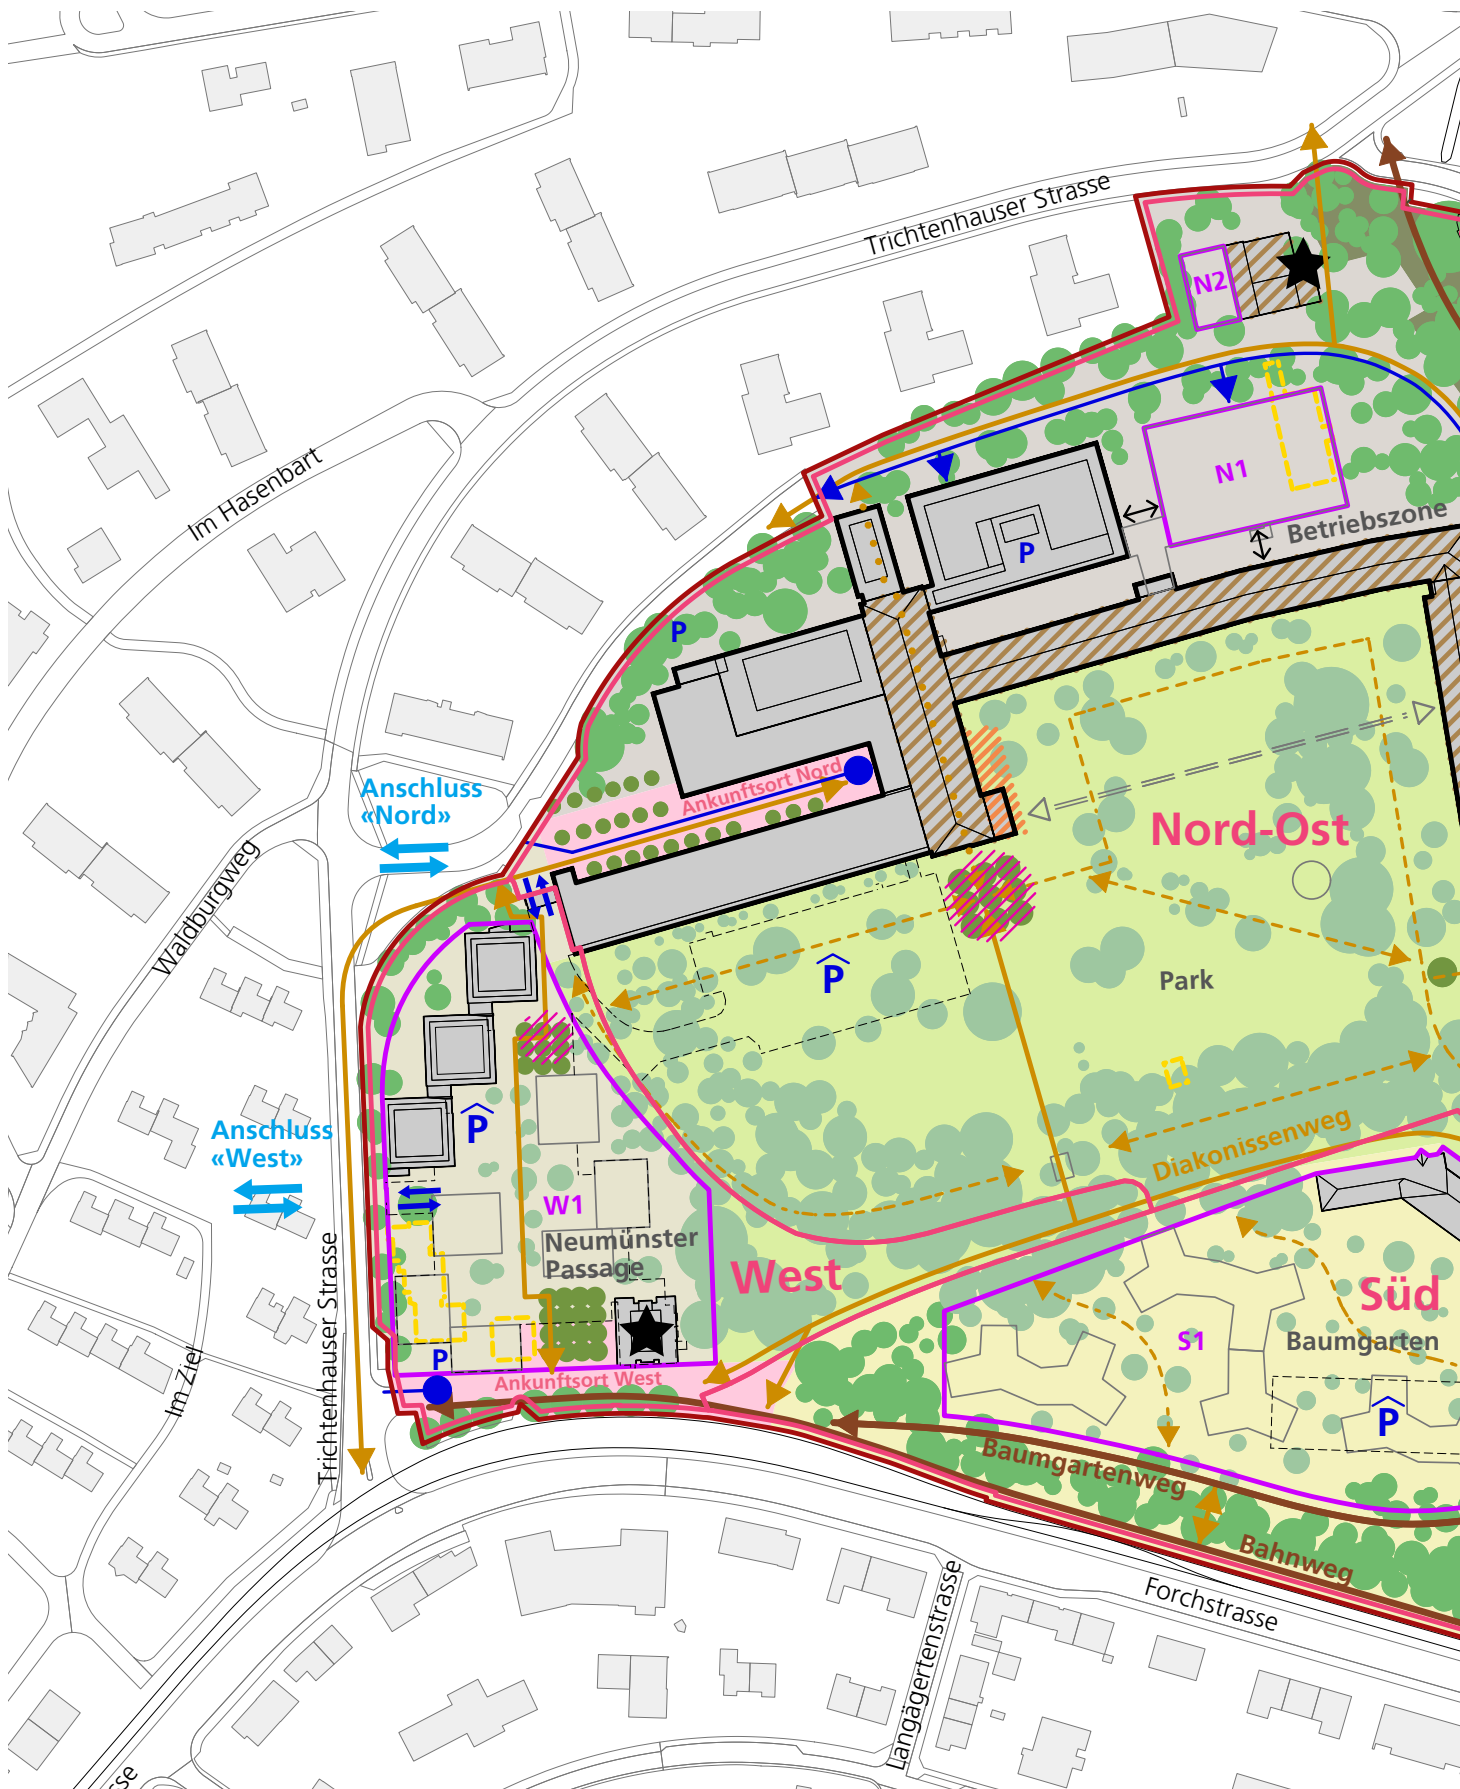 Trichtenhauser Strasse
N2
N1
Betriebszone
Im Hasenbart
P
P
Anschluss
«Nord»
Ankunftsort Nord
Nord-Ost
Waldburgweg
P
Park
Anschluss
«West»
P
W1
Neumünster
Passage
West
Diakonissenweg
Süd
S1
Baumgarten
Trichtenhauser Strasse
Im Ziel
P
Ankunftsort West
P
Baumgartenweg
Bahnweg
Forchstrasse
Langägertenstrasse
sse